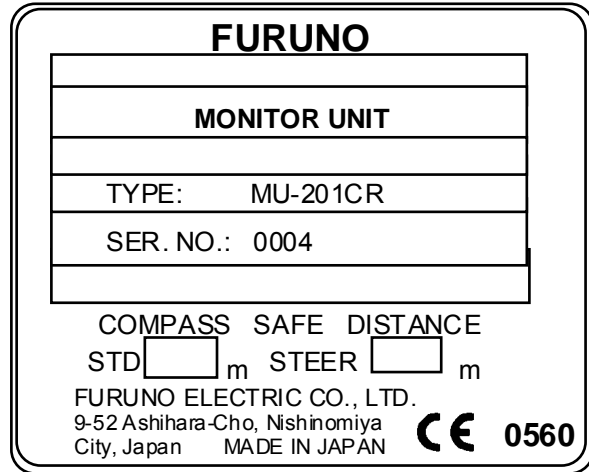 FURUNO
MONITOR UNIT
TYPE: MU-201CR
SER. NO.: 0004
COMPASS SAFE DISTANCE
STD m STEER m
FURUNO ELECTRIC CO., LTD.
9-52 Ashihara-Cho, Nishinomiya
City, Japan MADE IN JAPAN CE 0560